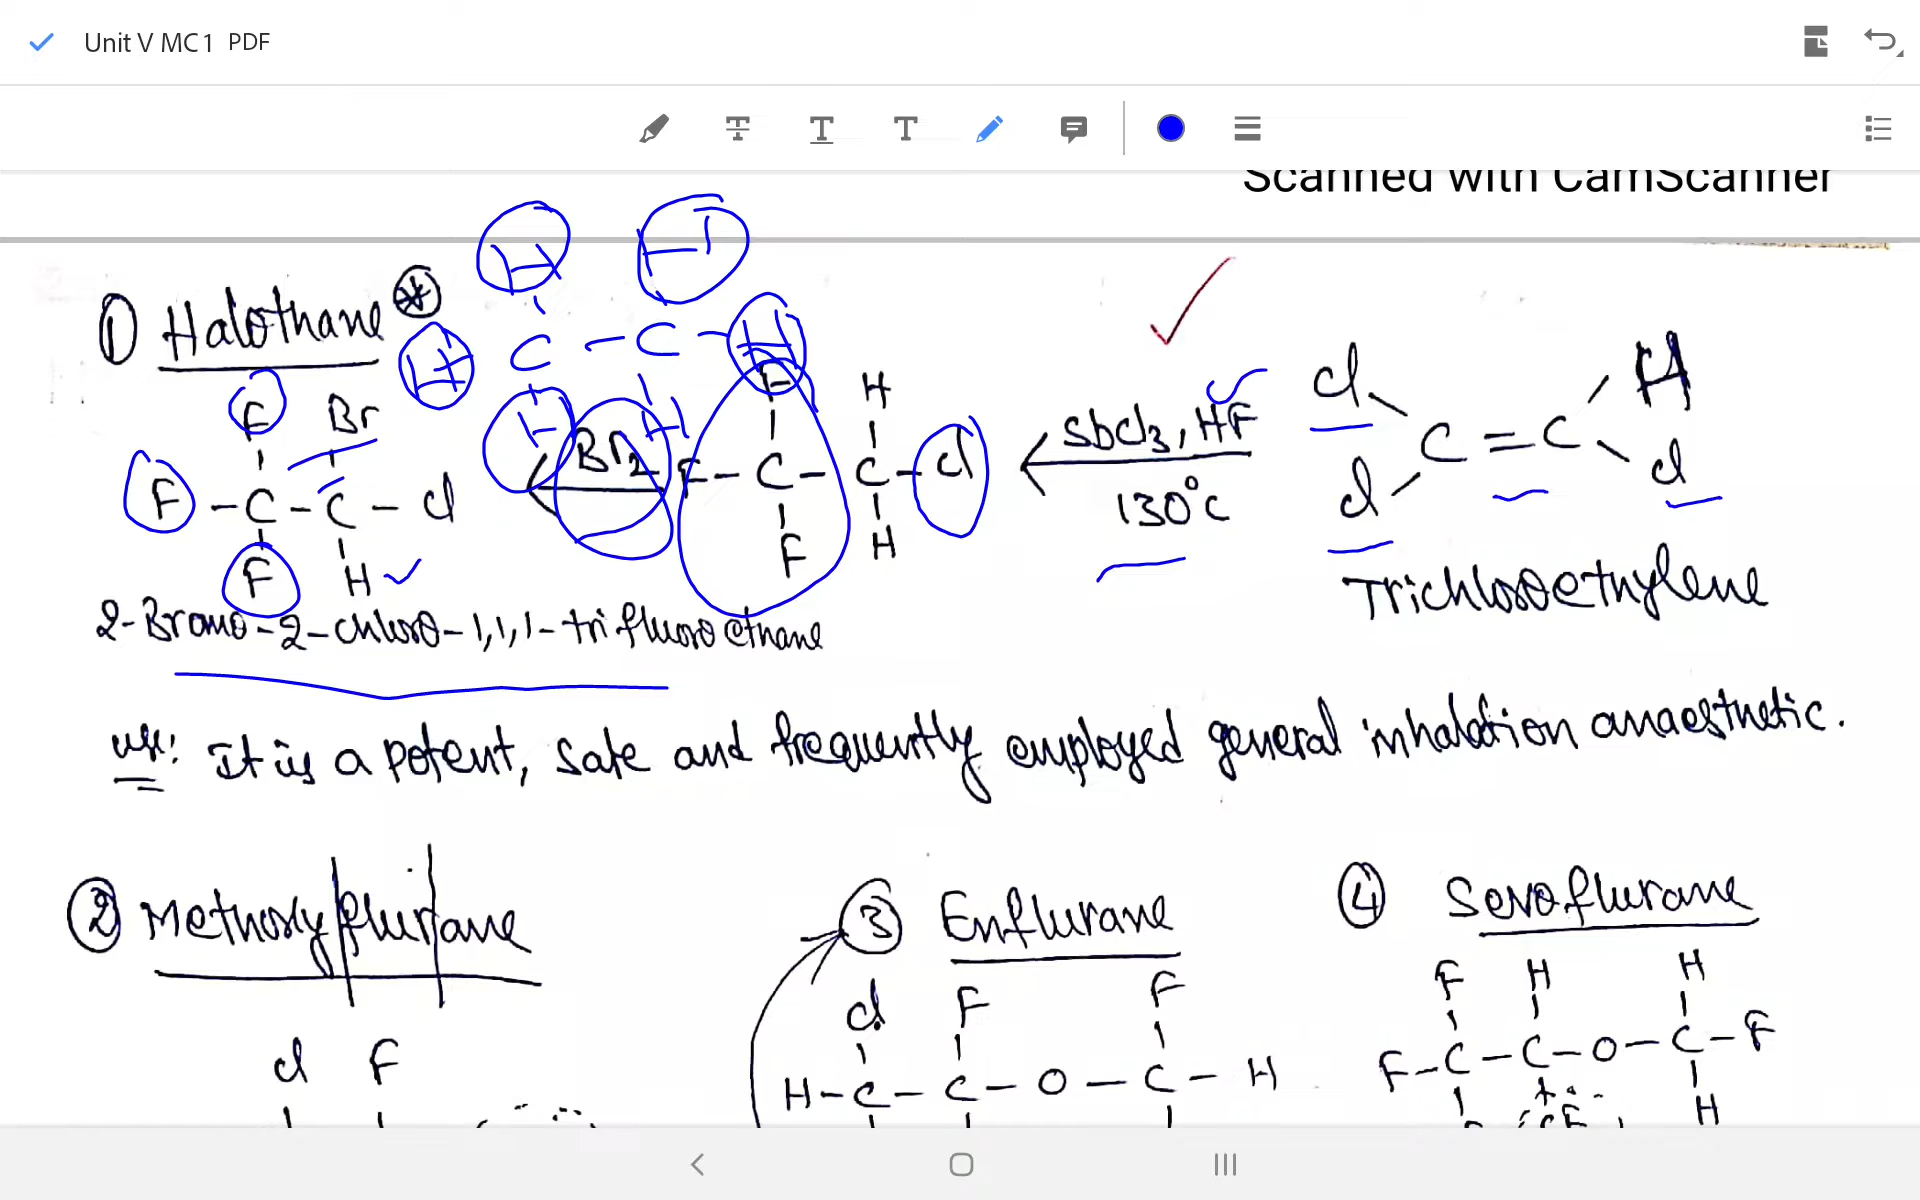 Unit V MC1 PDF
Scanned with CamScanner
① Halothane *
H H
H C - C - H
H H
F Br
F - C - C - Cl
F H
Br2
F
F - C - C - Cl
H
F H
SbCl3, HF
130°C
Cl H
C = C
Cl Cl
Trichloroethylene
2-Bromo-2-chloro-1,1,1-trifluoroethane
use: It is a potent, safe and frequently employed general inhalation anaesthetic.
② Methoxyflurane
Cl F
③ Enflurane
Cl F F
H - C - C - O - C - H
④ Sevoflurane
F H H
F - C - C - O - C - F
H